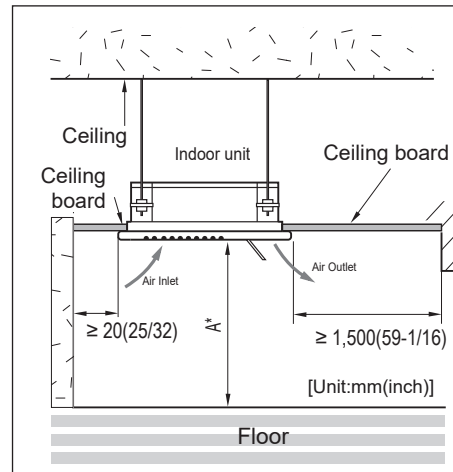 Ceiling
Indoor unit
Ceiling board
Ceiling
board
Air Inlet
Air Outlet
≥ 20(25/32)
A*
≥ 1,500(59-1/16)
[Unit:mm(inch)]
Floor